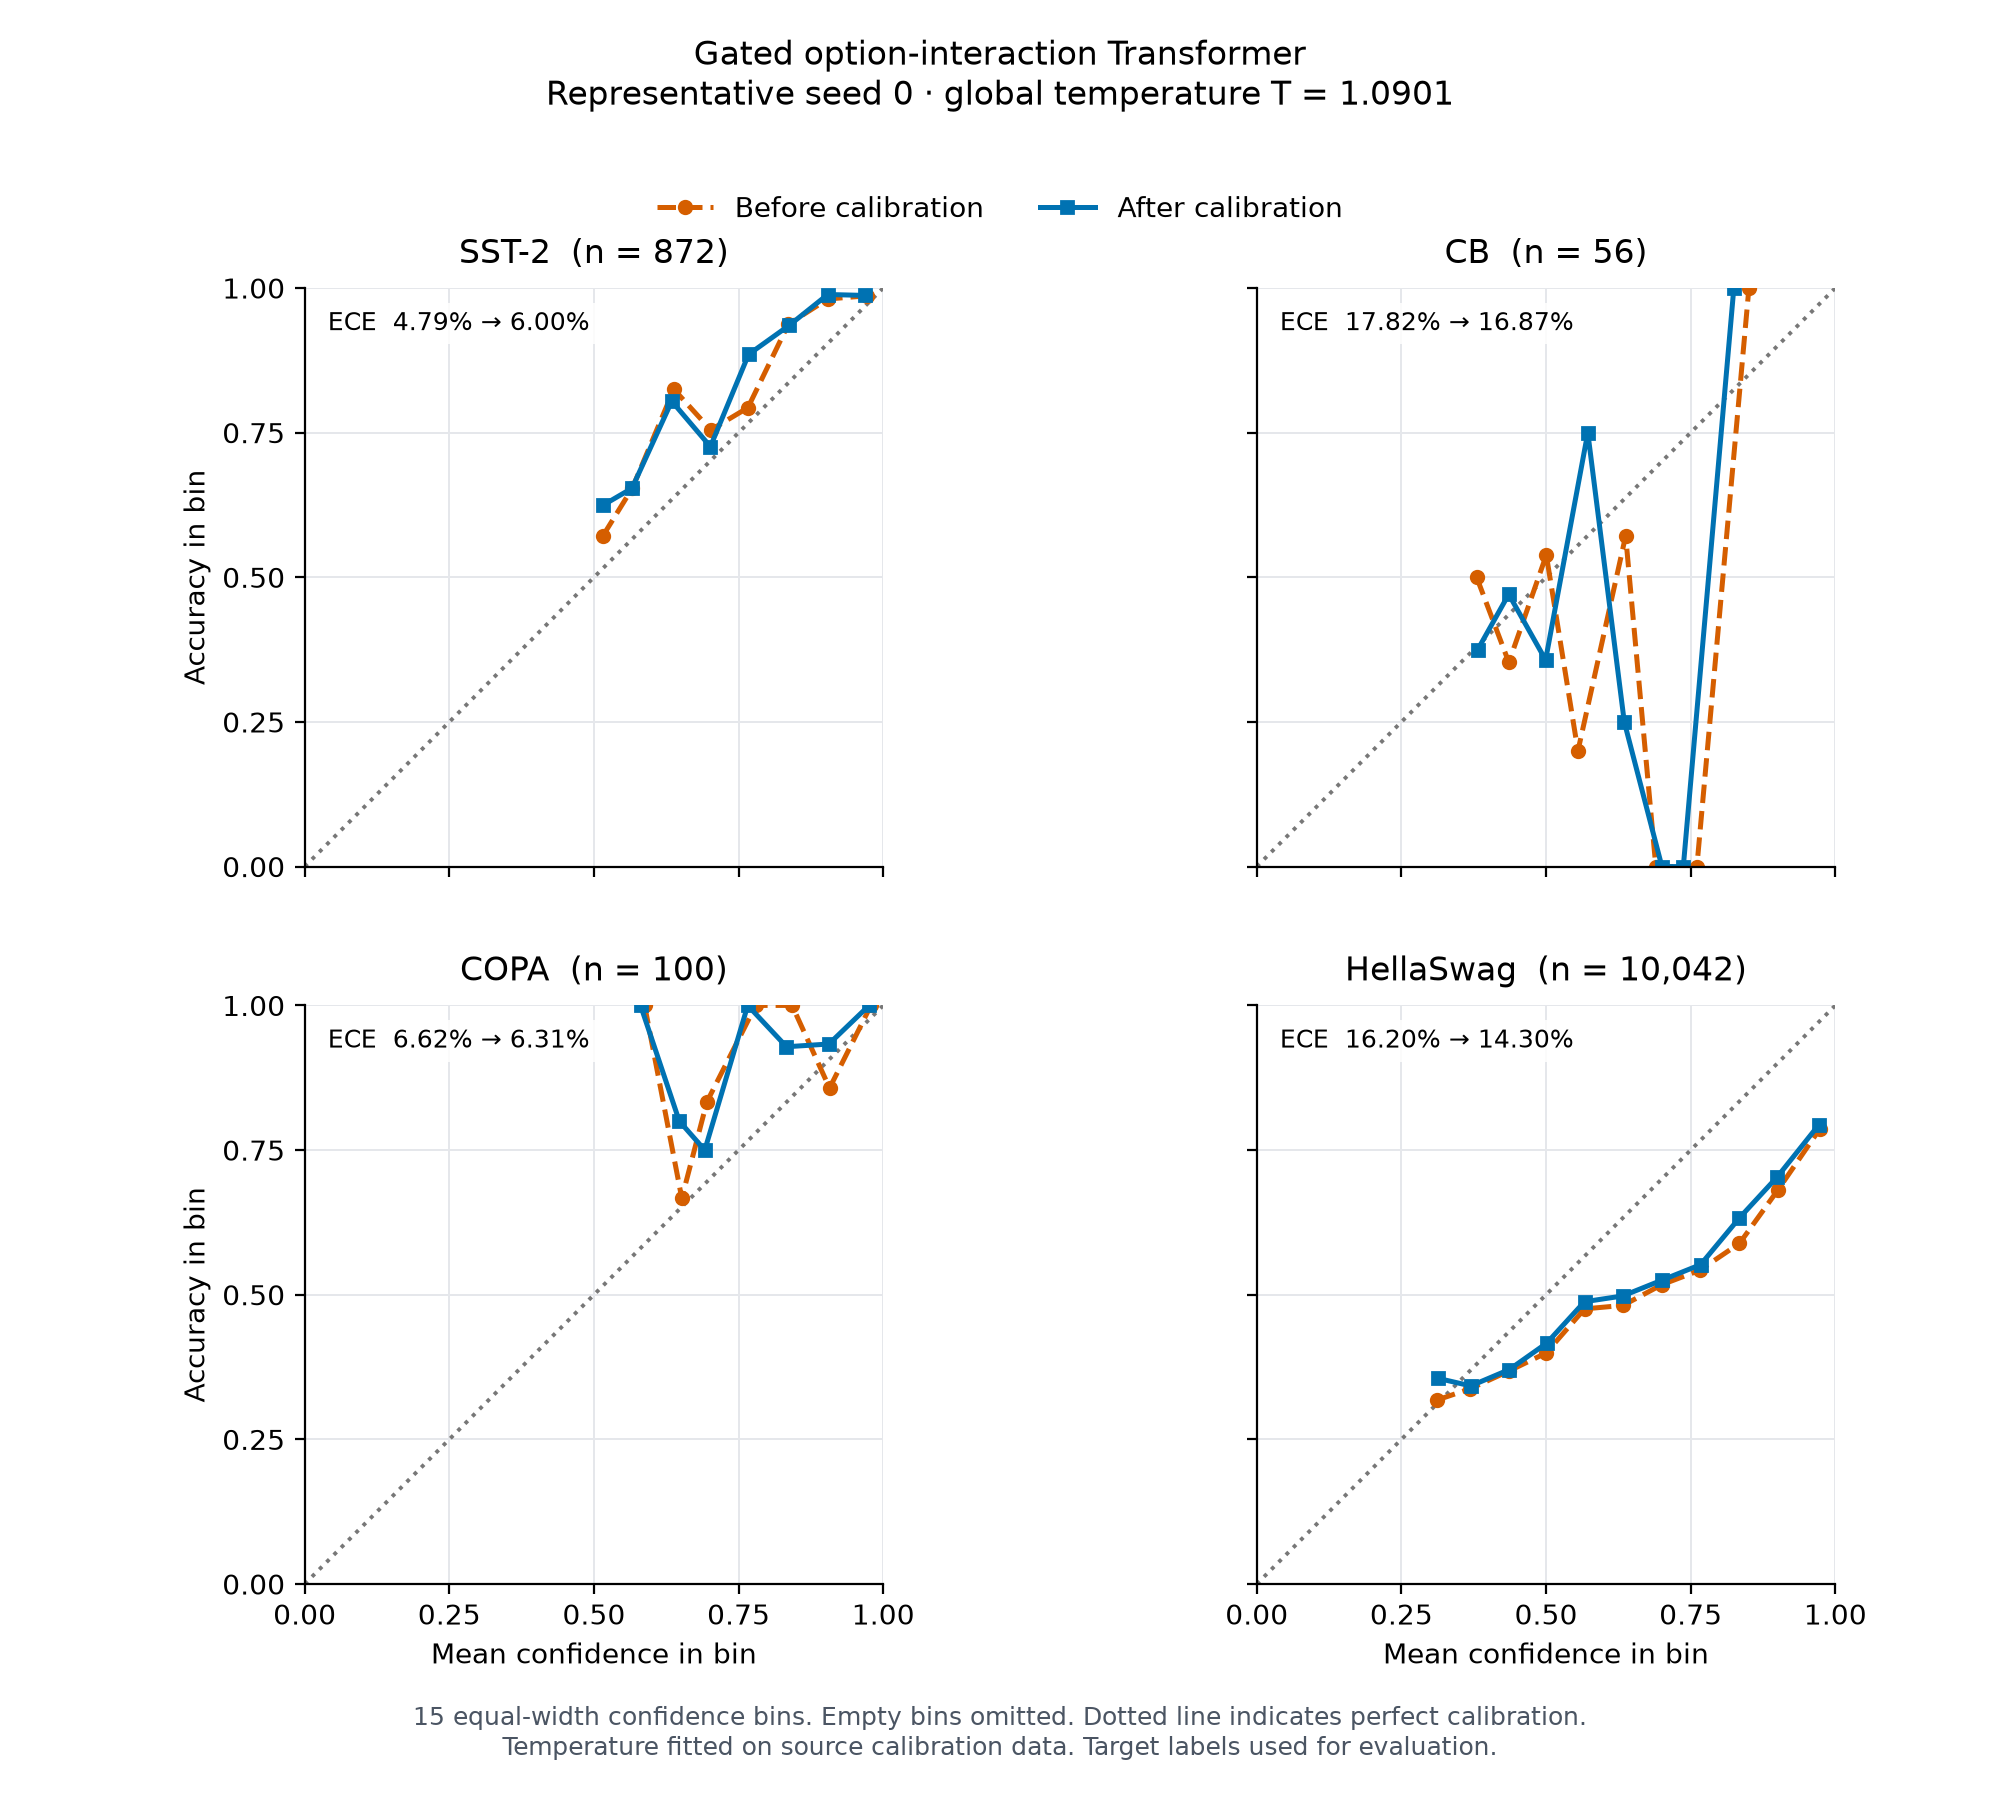 Gated option-interaction Transformer
Representative seed 0 · global temperature T = 1.0901
Before calibration
After calibration
SST-2 (n = 872)
ECE 4.79% → 6.00%
1.00
0.75
0.50
0.25
0.00
Accuracy in bin
CB (n = 56)
ECE 17.82% → 16.87%
COPA (n = 100)
ECE 6.62% → 6.31%
1.00
0.75
0.50
0.25
0.00
Accuracy in bin
0.00 0.25 0.50 0.75 1.00
Mean confidence in bin
HellaSwag (n = 10,042)
ECE 16.20% → 14.30%
0.00 0.25 0.50 0.75 1.00
Mean confidence in bin
15 equal-width confidence bins. Empty bins omitted. Dotted line indicates perfect calibration.
Temperature fitted on source calibration data. Target labels used for evaluation.